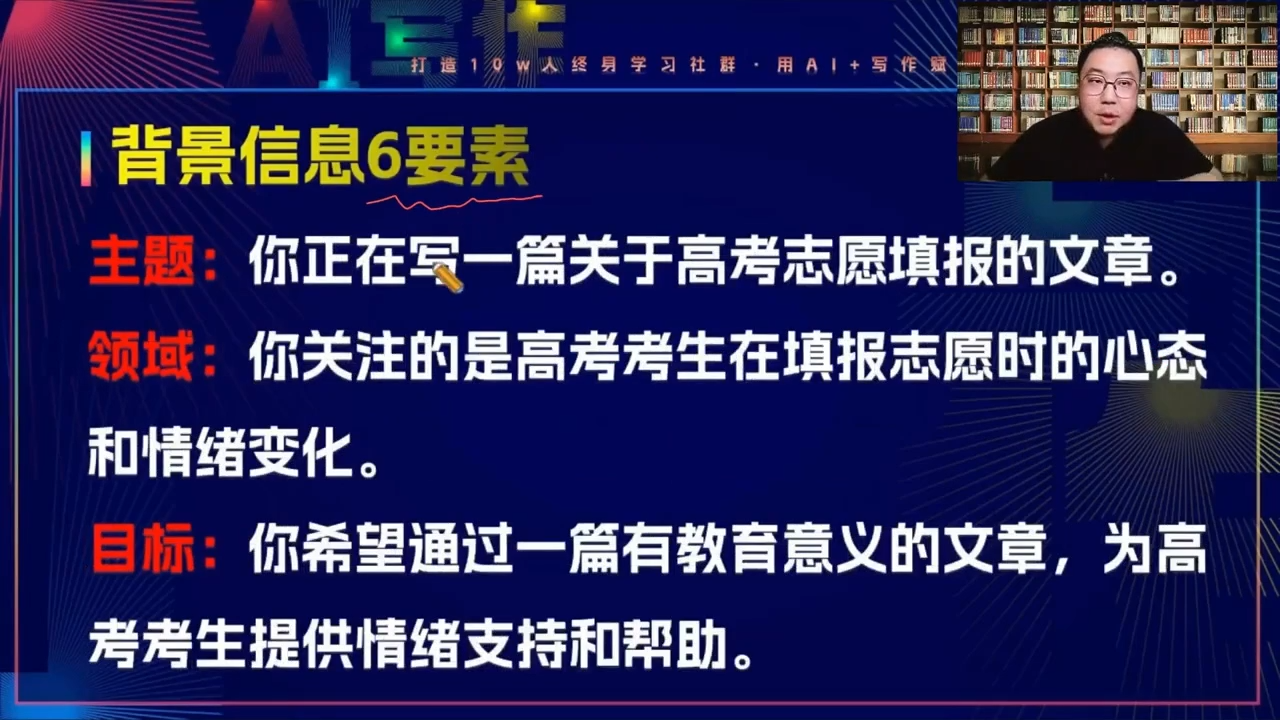 AI写作
打造10w人终身学习社群·用AI+写作赋
背景信息6要素
主题：你正在写一篇关于高考志愿填报的文章。
领域：你关注的是高考考生在填报志愿时的心态
和情绪变化。
目标：你希望通过一篇有教育意义的文章，为高
考考生提供情绪支持和帮助。